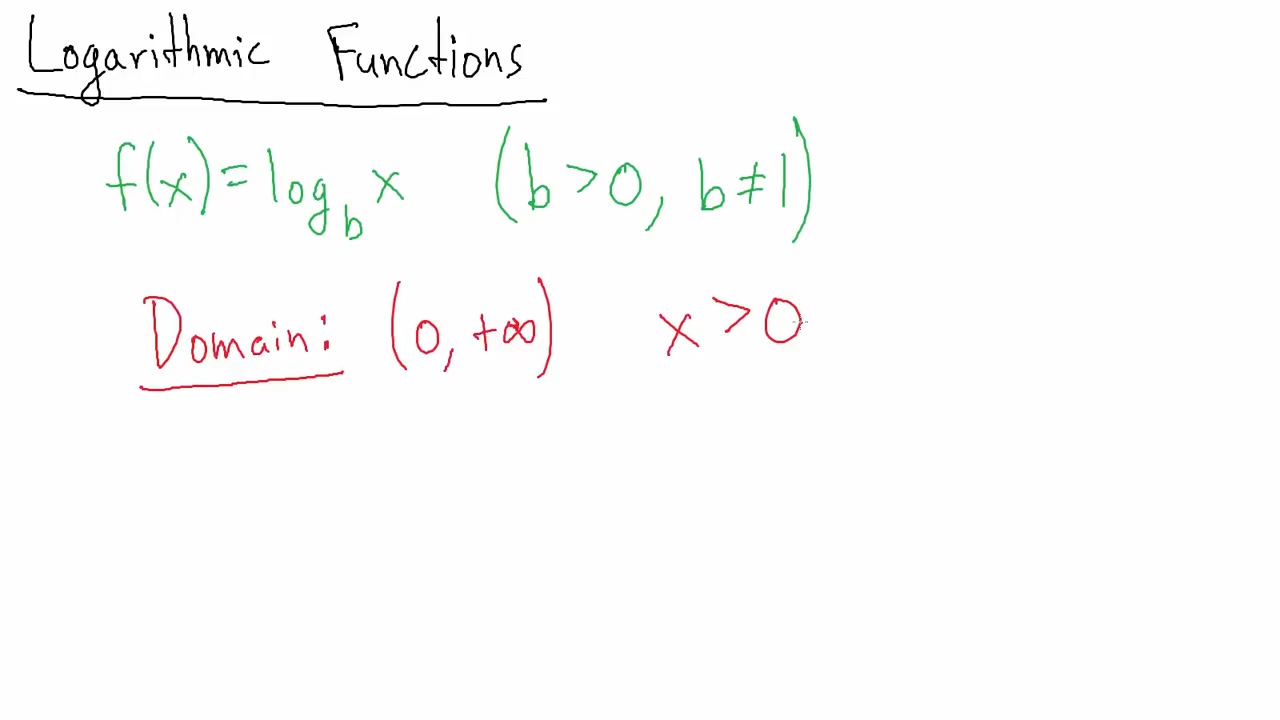 Logarithmic Functions
f(x) = log_b x (b > 0, b ≠ 1)
Domain: (0, +∞) x > 0